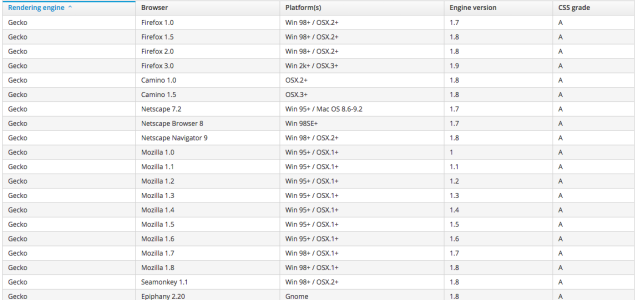 Rendering engine Browser Platform(s) Engine version CSS grade
Gecko Firefox 1.0 Win 98+ / OSX.2+ 1.7 A
Gecko Firefox 1.5 Win 98+ / OSX.2+ 1.8 A
Gecko Firefox 2.0 Win 98+ / OSX.2+ 1.8 A
Gecko Firefox 3.0 Win 2k+ / OSX.3+ 1.9 A
Gecko Camino 1.0 OSX.2+ 1.8 A
Gecko Camino 1.5 OSX.3+ 1.8 A
Gecko Netscape 7.2 Win 95+ / Mac OS 8.6-9.2 1.7 A
Gecko Netscape Browser 8 Win 98SE+ 1.7 A
Gecko Netscape Navigator 9 Win 98+ / OSX.2+ 1.8 A
Gecko Mozilla 1.0 Win 95+ / OSX.1+ 1 A
Gecko Mozilla 1.1 Win 95+ / OSX.1+ 1.1 A
Gecko Mozilla 1.2 Win 95+ / OSX.1+ 1.2 A
Gecko Mozilla 1.3 Win 95+ / OSX.1+ 1.3 A
Gecko Mozilla 1.4 Win 95+ / OSX.1+ 1.4 A
Gecko Mozilla 1.5 Win 95+ / OSX.1+ 1.5 A
Gecko Mozilla 1.6 Win 95+ / OSX.1+ 1.6 A
Gecko Mozilla 1.7 Win 98+ / OSX.1+ 1.7 A
Gecko Mozilla 1.8 Win 98+ / OSX.1+ 1.8 A
Gecko Seamonkey 1.1 Win 98+ / OSX.2+ 1.8 A
Gecko Epiphany 2.20 Gnome 1.8 A